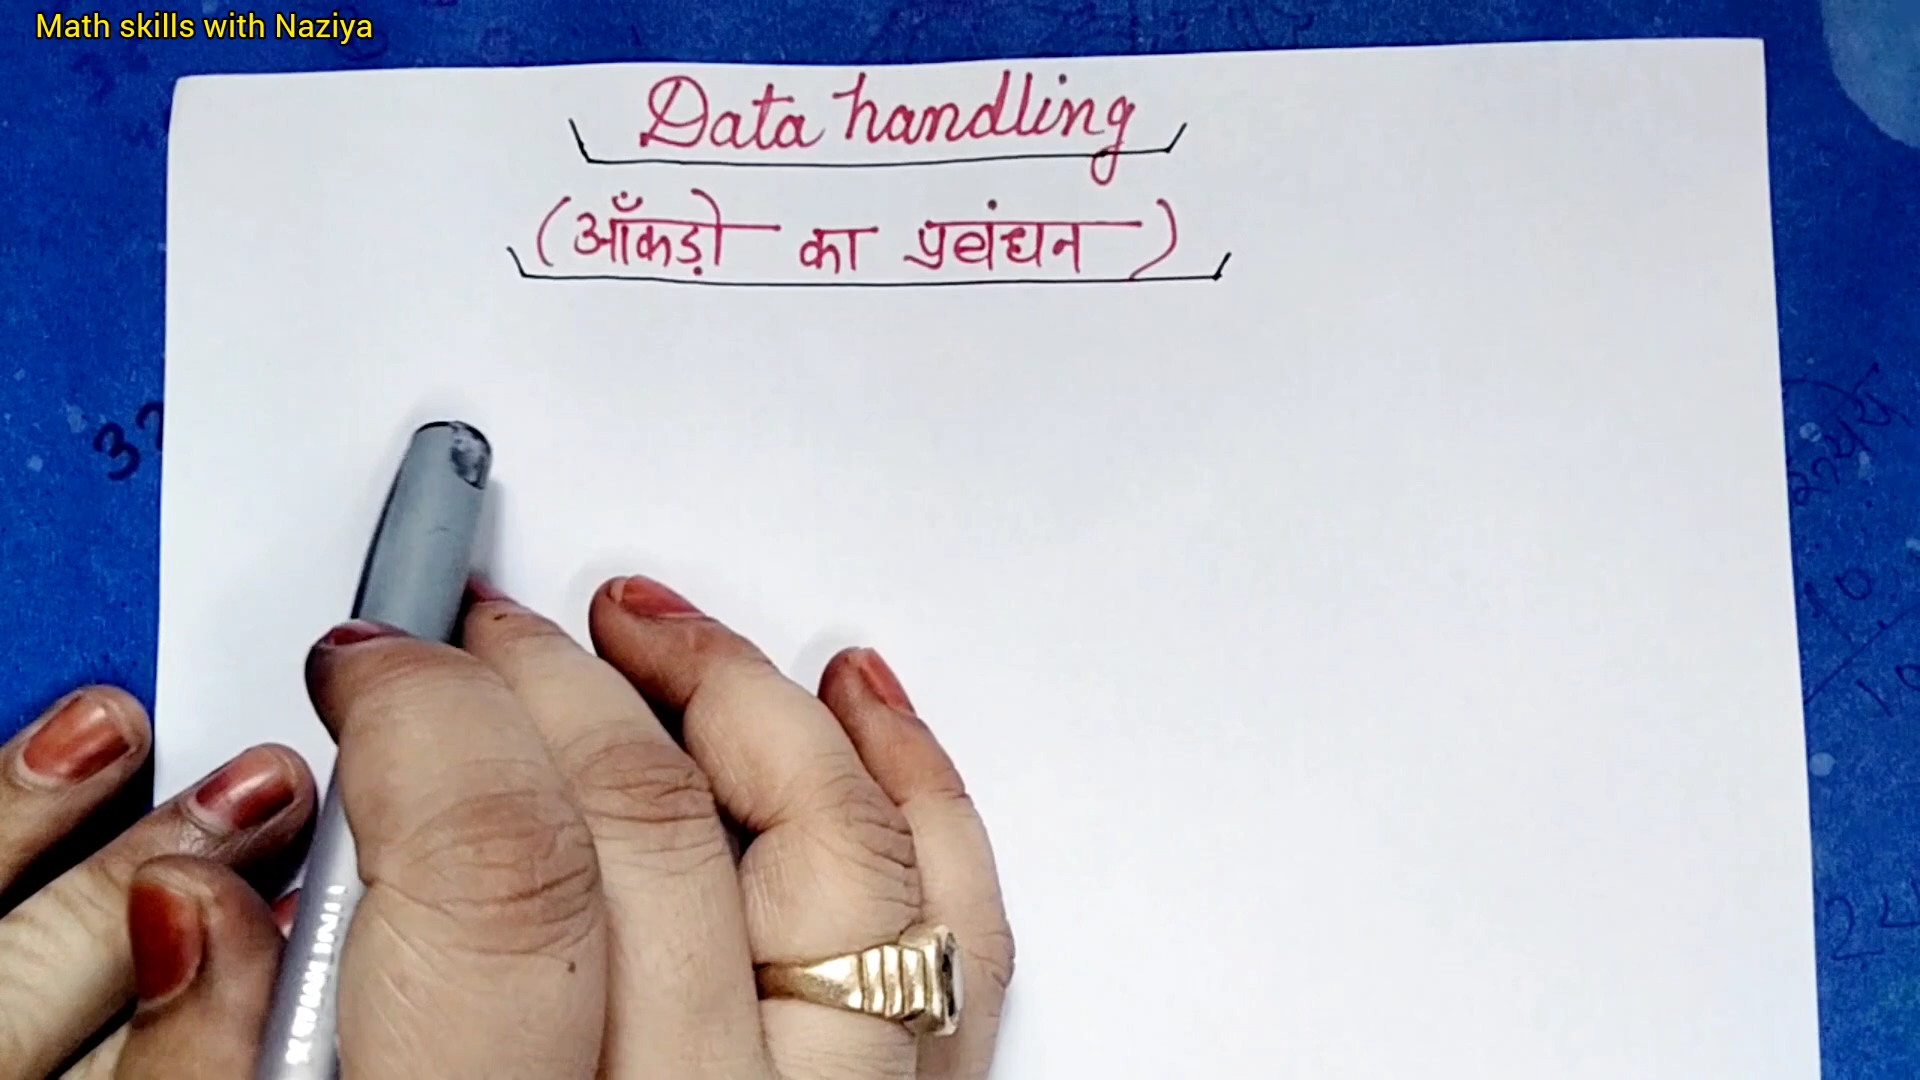 Math skills with Naziya
Data handling
(आँकड़ो का प्रबंधन)